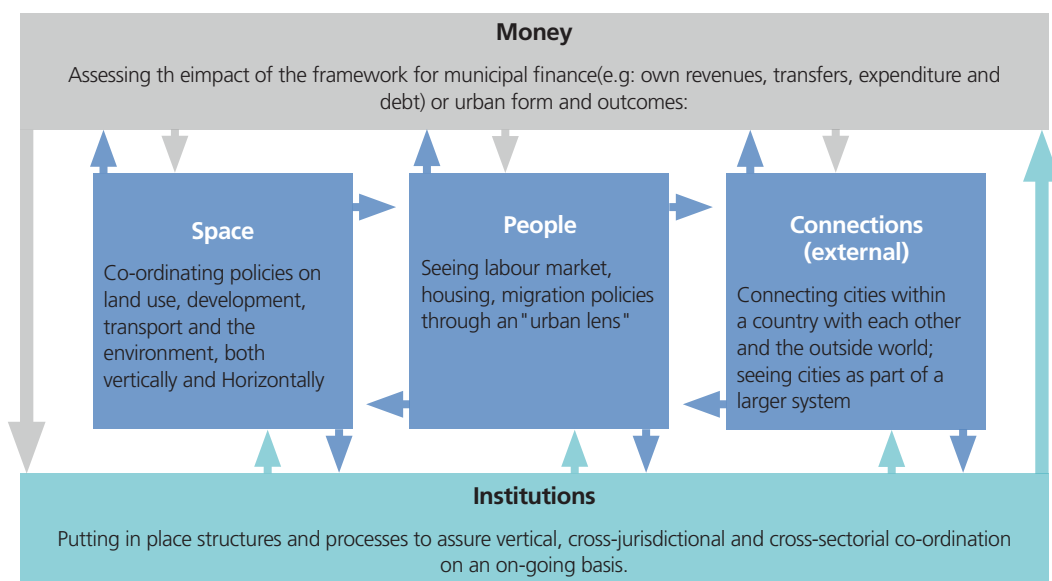 Money
Assessing th eimpact of the framework for municipal finance(e.g: own revenues, transfers, expenditure and
debt) or urban form and outcomes:
Space
Co-ordinating policies on
land use, development,
transport and the
environment, both
vertically and Horizontally
People
Seeing labour market,
housing, migration policies
through an"urban lens"
Connections
(external)
Connecting cities within
a country with each other
and the outside world;
seeing cities as part of a
larger system
Institutions
Putting in place structures and processes to assure vertical, cross-jurisdictional and cross-sectorial co-ordination
on an on-going basis.